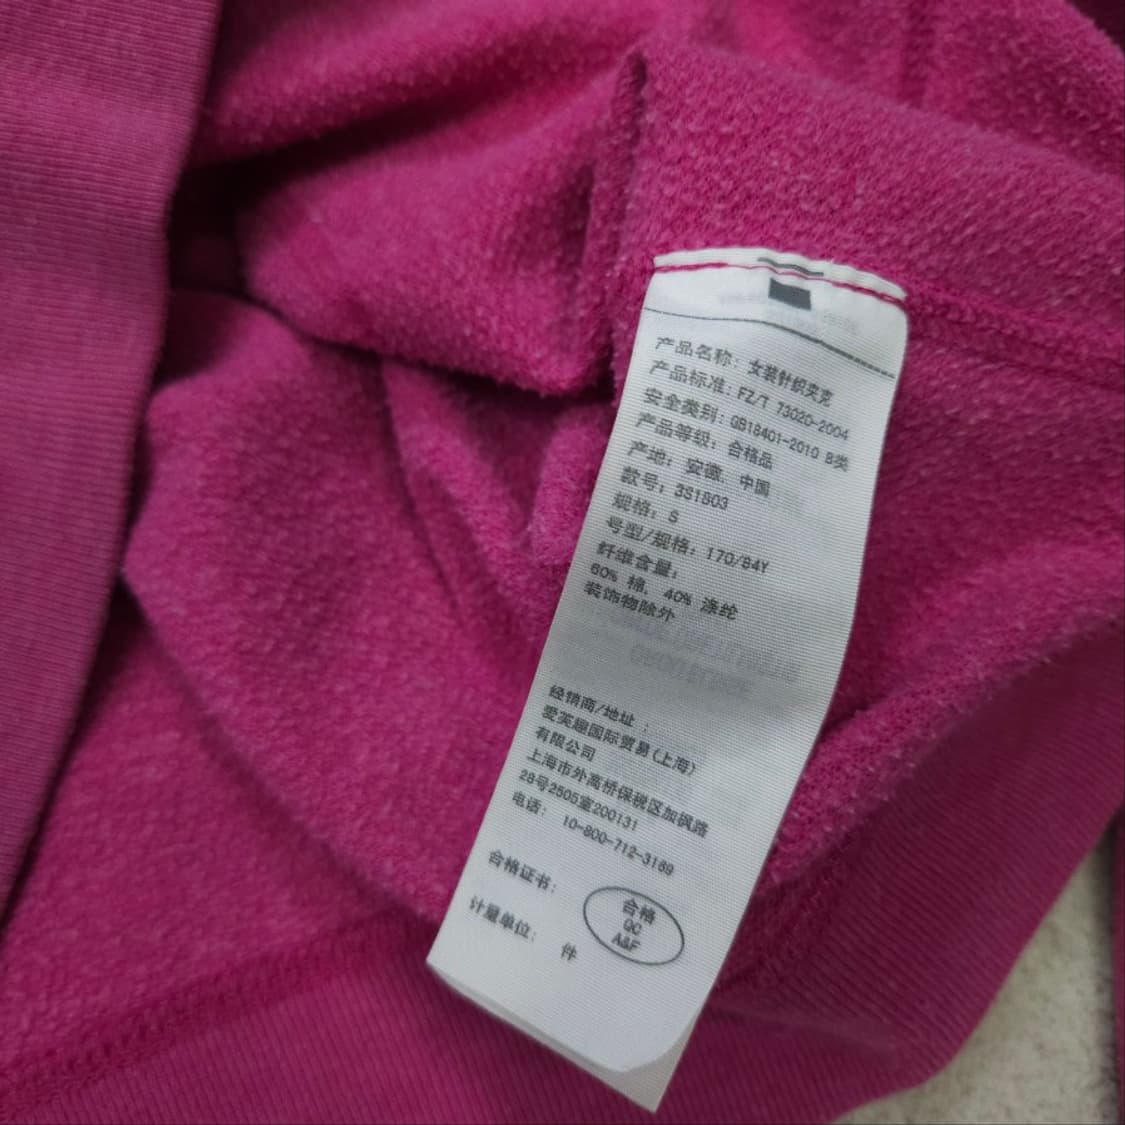 产品名称: 女装针织夹克
产品标准: FZ/T 73020-2004
安全类别: GB18401-2010 B类
产品等级: 合格品
产地: 安徽, 中国
款号: 3S1803
规格: S
号型/规格: 170/84Y
纤维含量:
60% 棉, 40% 涤纶
装饰物除外
经销商/地址 :
爱芙趣国际贸易(上海)
有限公司
上海市外高桥保税区加枫路
28号2505室200131
电话: 10-800-712-3189
合格证书:
合格
QC
A&F
计量单位: 件